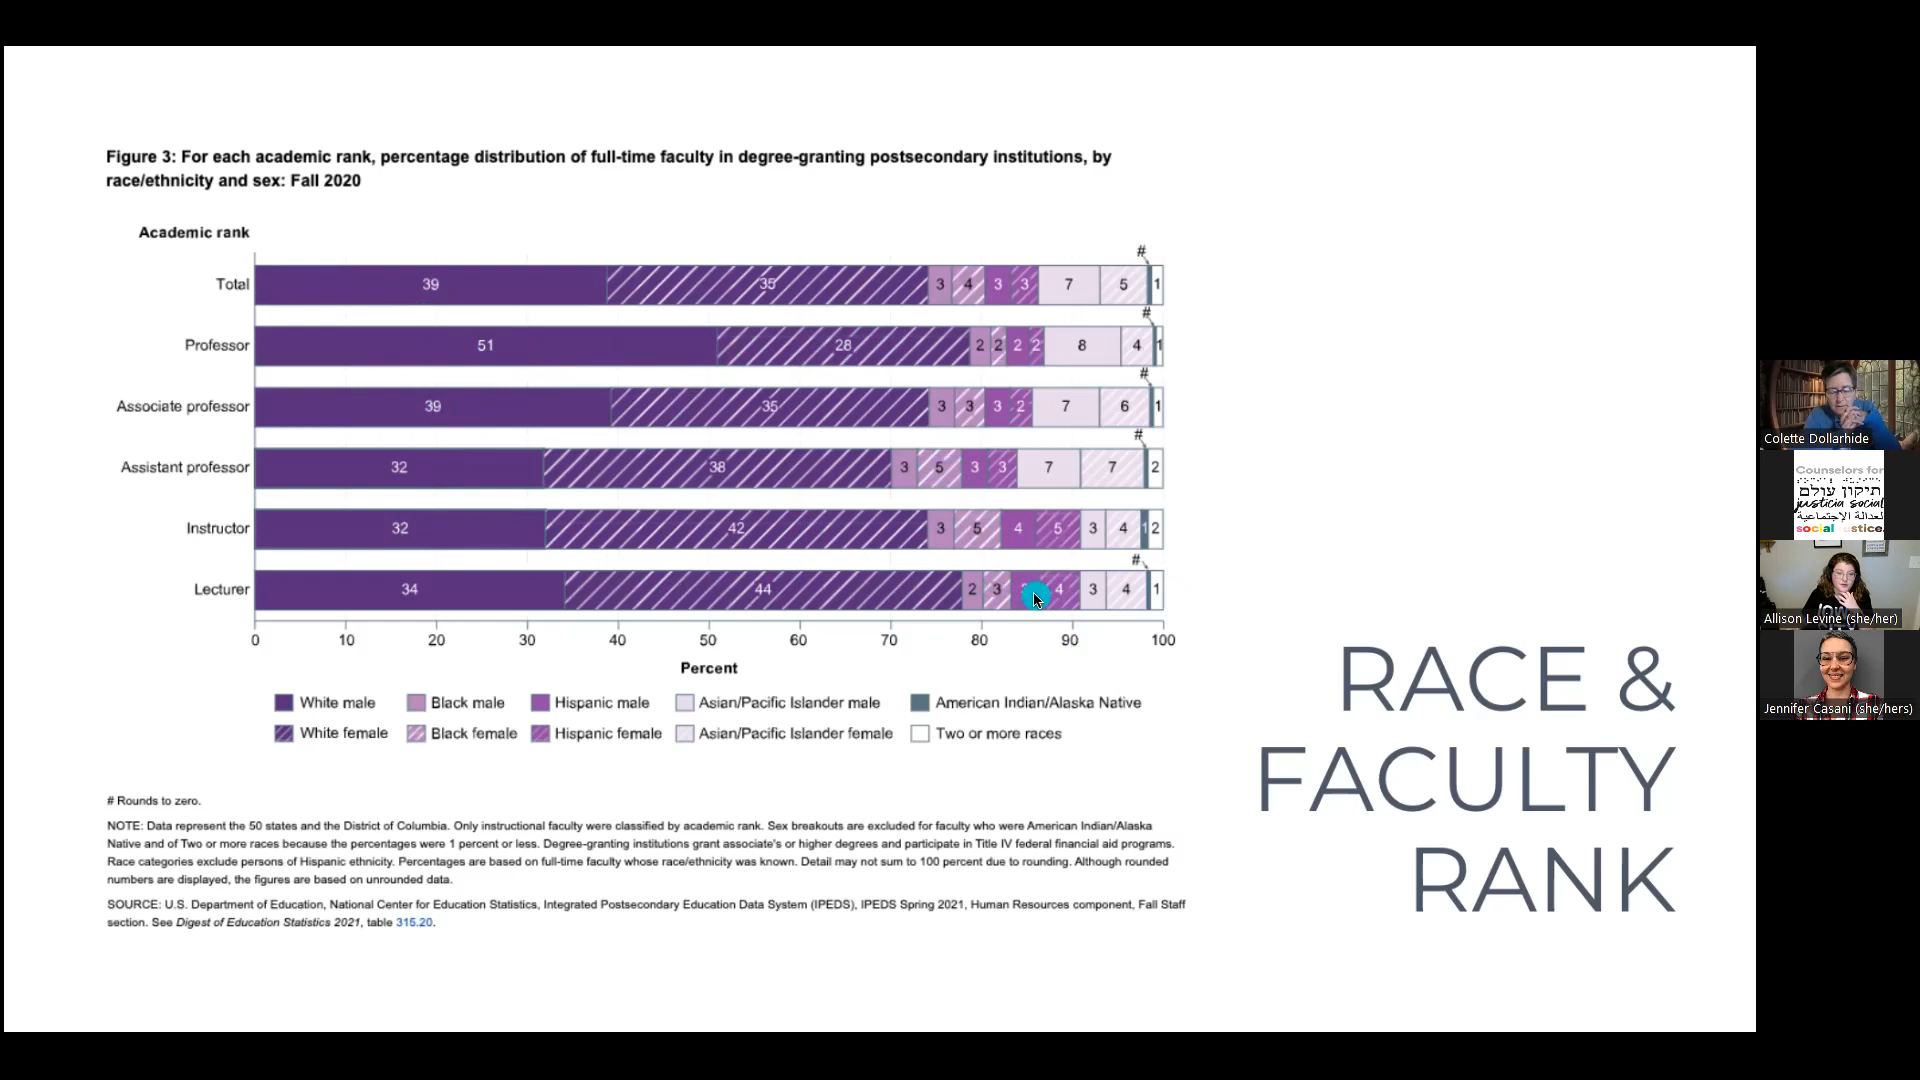 Figure 3: For each academic rank, percentage distribution of full-time faculty in degree-granting postsecondary institutions, by
race/ethnicity and sex: Fall 2020
Academic rank
#
Total 39 35 3 4 3 3 7 5 1
#
Professor 51 28 2 2 2 2 8 4 1
#
Associate professor 39 35 3 3 3 2 7 6 1
#
Assistant professor 32 38 3 5 3 3 7 7 2
Instructor 32 42 3 5 4 5 3 4 1 2
#
Lecturer 34 44 2 3 4 3 4 1
0 10 20 30 40 50 60 70 80 90 100
Percent
White male Black male Hispanic male Asian/Pacific Islander male American Indian/Alaska Native
White female Black female Hispanic female Asian/Pacific Islander female Two or more races
# Rounds to zero.
NOTE: Data represent the 50 states and the District of Columbia. Only instructional faculty were classified by academic rank. Sex breakouts are excluded for faculty who were American Indian/Alaska
Native and of Two or more races because the percentages were 1 percent or less. Degree-granting institutions grant associate's or higher degrees and participate in Title IV federal financial aid programs.
Race categories exclude persons of Hispanic ethnicity. Percentages are based on full-time faculty whose race/ethnicity was known. Detail may not sum to 100 percent due to rounding. Although rounded
numbers are displayed, the figures are based on unrounded data.
SOURCE: U.S. Department of Education, National Center for Education Statistics, Integrated Postsecondary Education Data System (IPEDS), IPEDS Spring 2021, Human Resources component, Fall Staff
section. See Digest of Education Statistics 2021, table 315.20.
RACE &
FACULTY
RANK
Colette Dollarhide
Counselors for
תיקון עולם
justicia social
لعدالة الإجتماعية
social
Allison Levine (she/her)
Jennifer Casani (she/hers)